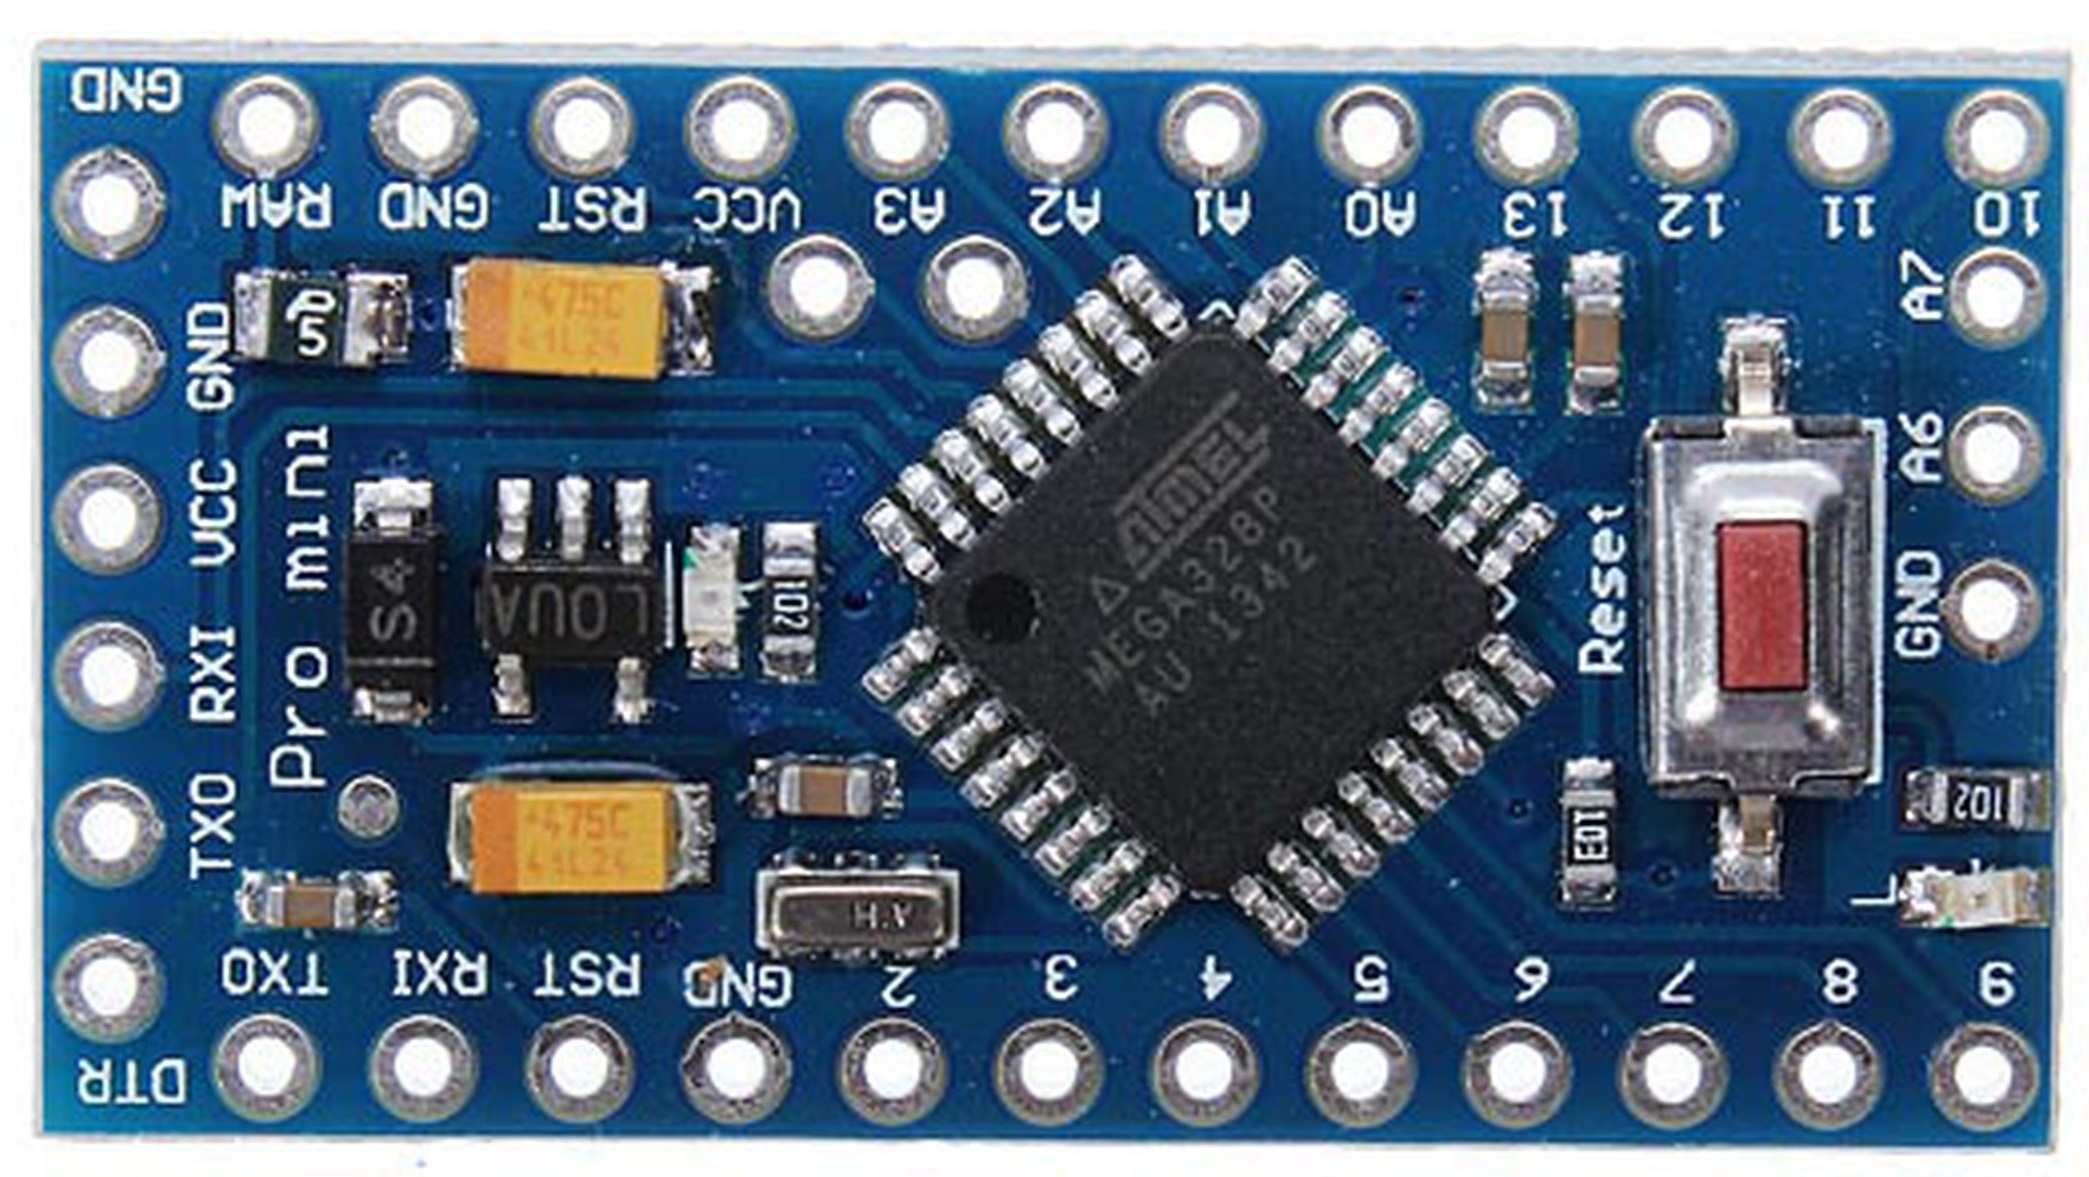 GND
RAW GND RST VCC A3 A2 A1 A0 13 12 11 10
A7
A6
GND
GND
VCC
RXI
TXO
DTR
Pro mini
475C
S4
L0UA
102
ATMEL
MEGA328P
AU 1342
Reset
475C
102
L
TXO RXI RST GND 2 3 4 5 6 7 8 9